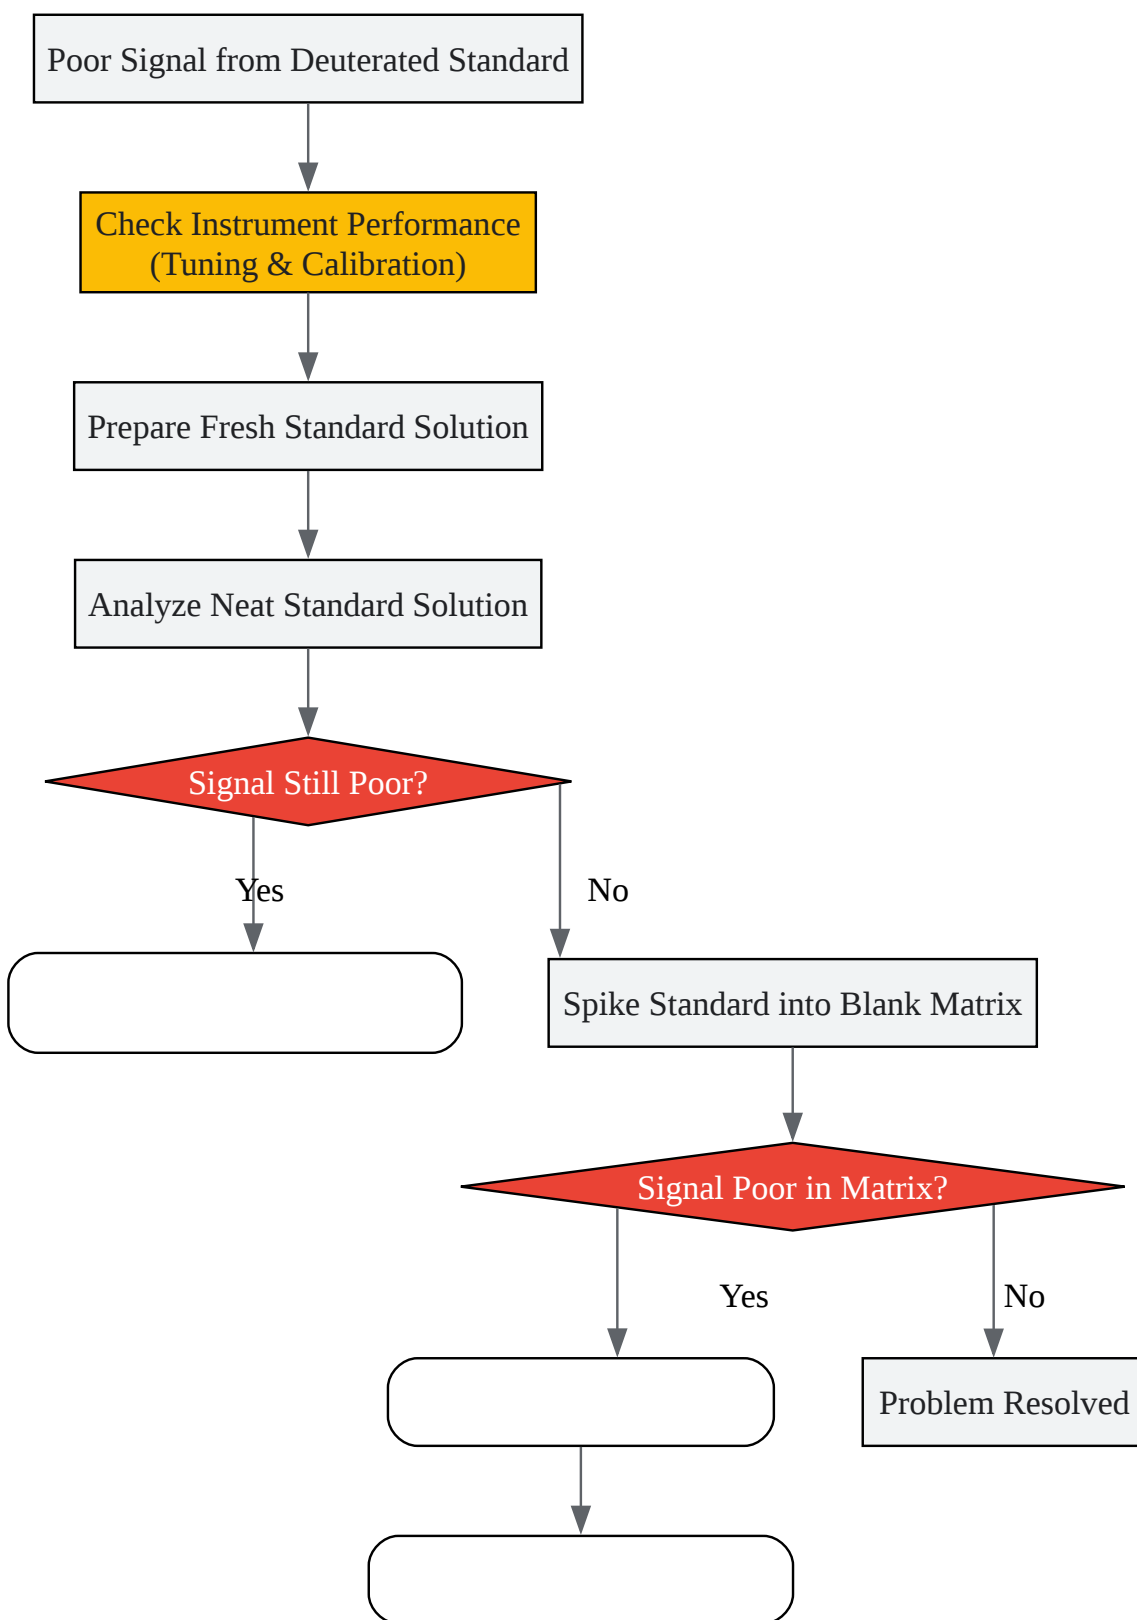 Poor Signal from Deuterated Standard
Check Instrument Performance
(Tuning & Calibration)
Prepare Fresh Standard Solution
Analyze Neat Standard Solution
Signal Still Poor?
Yes
No
Spike Standard into Blank Matrix
Signal Poor in Matrix?
Yes
No
Problem Resolved